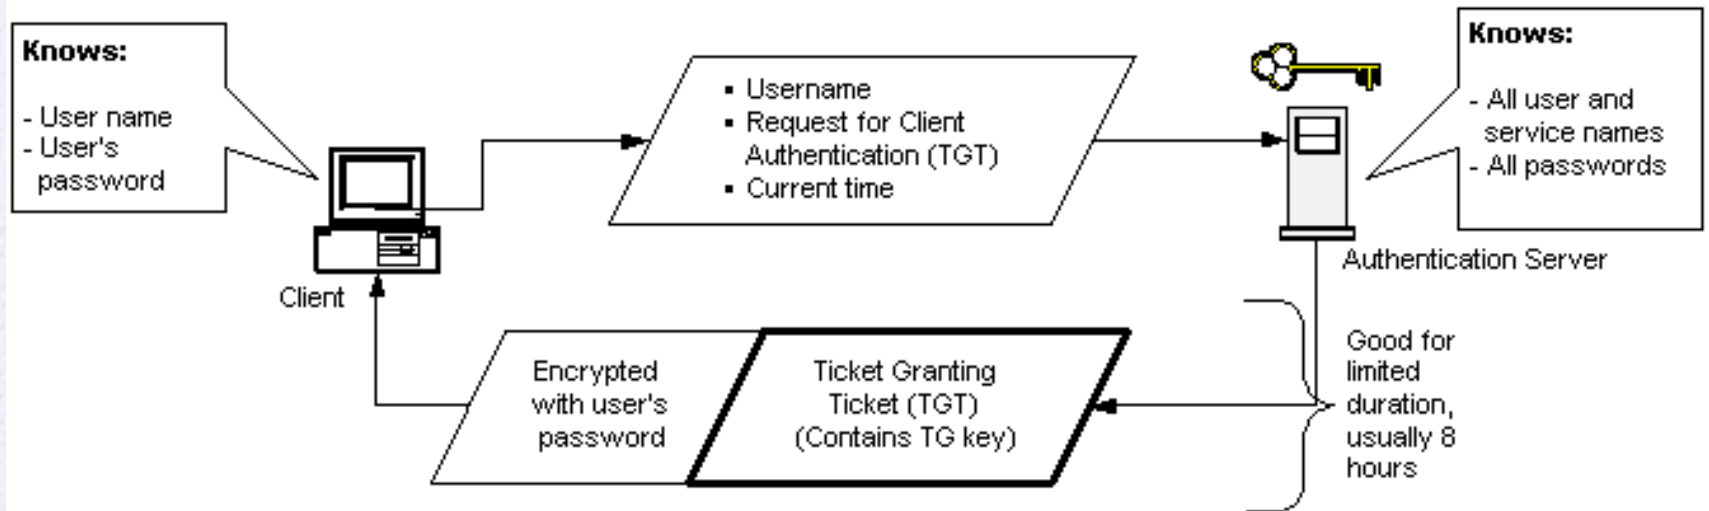 Knows:
- User name
- User's
password
Client
▪ Username
▪ Request for Client
Authentication (TGT)
▪ Current time
Knows:
- All user and
service names
- All passwords
Authentication Server
Encrypted
with user's
password
Ticket Granting
Ticket (TGT)
(Contains TG key)
Good for
limited
duration,
usually 8
hours